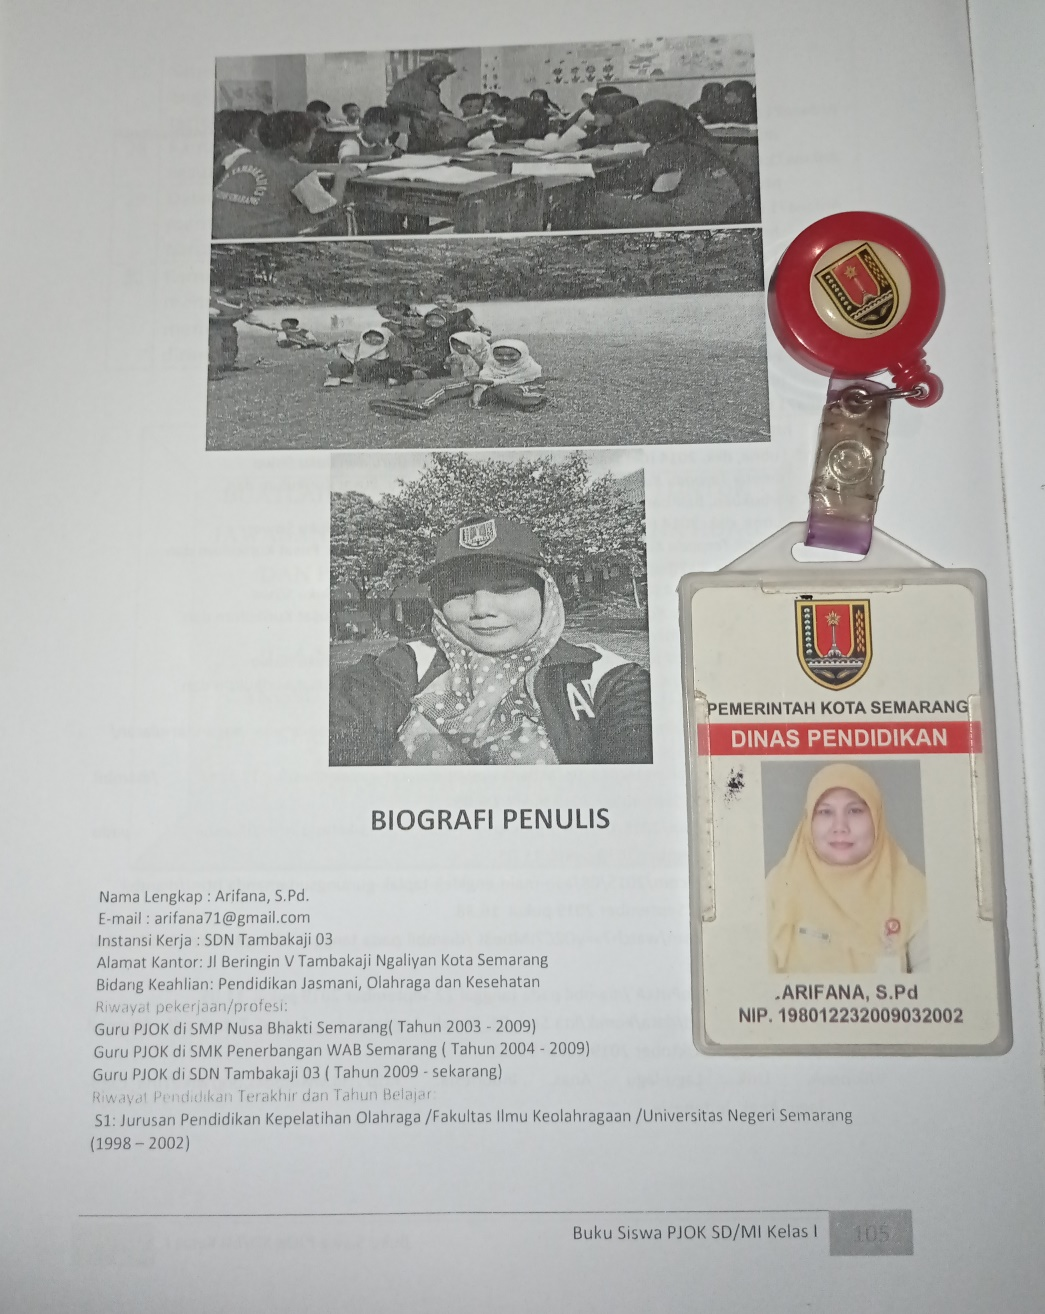 BIOGRAFI PENULIS
Nama Lengkap : Arifana, S.Pd.
E-mail : arifana71@gmail.com
Instansi Kerja : SDN Tambakaji 03
Alamat Kantor: Jl Beringin V Tambakaji Ngaliyan Kota Semarang
Bidang Keahlian: Pendidikan Jasmani, Olahraga dan Kesehatan
Riwayat pekerjaan/profesi:
Guru PJOK di SMP Nusa Bhakti Semarang( Tahun 2003 - 2009)
Guru PJOK di SMK Penerbangan WAB Semarang ( Tahun 2004 - 2009)
Guru PJOK di SDN Tambakaji 03 ( Tahun 2009 - sekarang)
Riwayat Pendidikan Terakhir dan Tahun Belajar:
S1: Jurusan Pendidikan Kepelatihan Olahraga /Fakultas Ilmu Keolahragaan /Universitas Negeri Semarang
(1998 – 2002)
Buku Siswa PJOK SD/MI Kelas I 105
PEMERINTAH KOTA SEMARANG
DINAS PENDIDIKAN
.ARIFANA, S.Pd
NIP. 198012232009032002